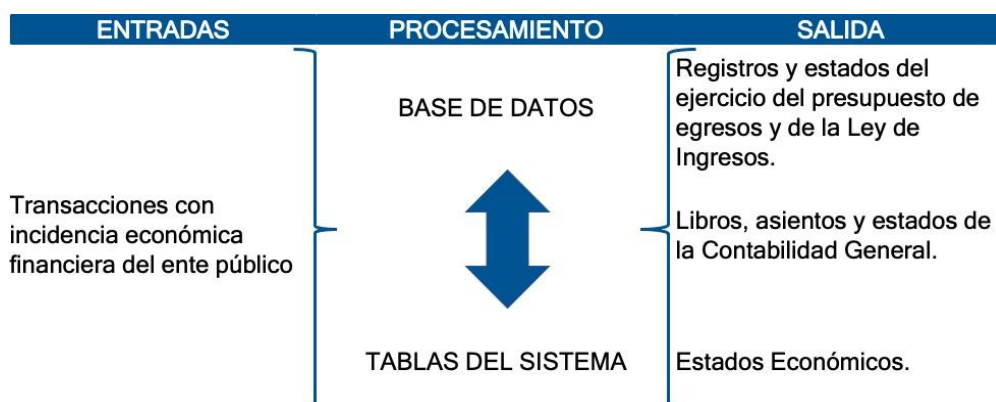 ENTRADAS
PROCESAMIENTO
SALIDA
Transacciones con
incidencia económica
financiera del ente público
BASE DE DATOS
TABLAS DEL SISTEMA
Registros y estados del
ejercicio del presupuesto de
egresos y de la Ley de
Ingresos.
Libros, asientos y estados de
la Contabilidad General.
Estados Económicos.